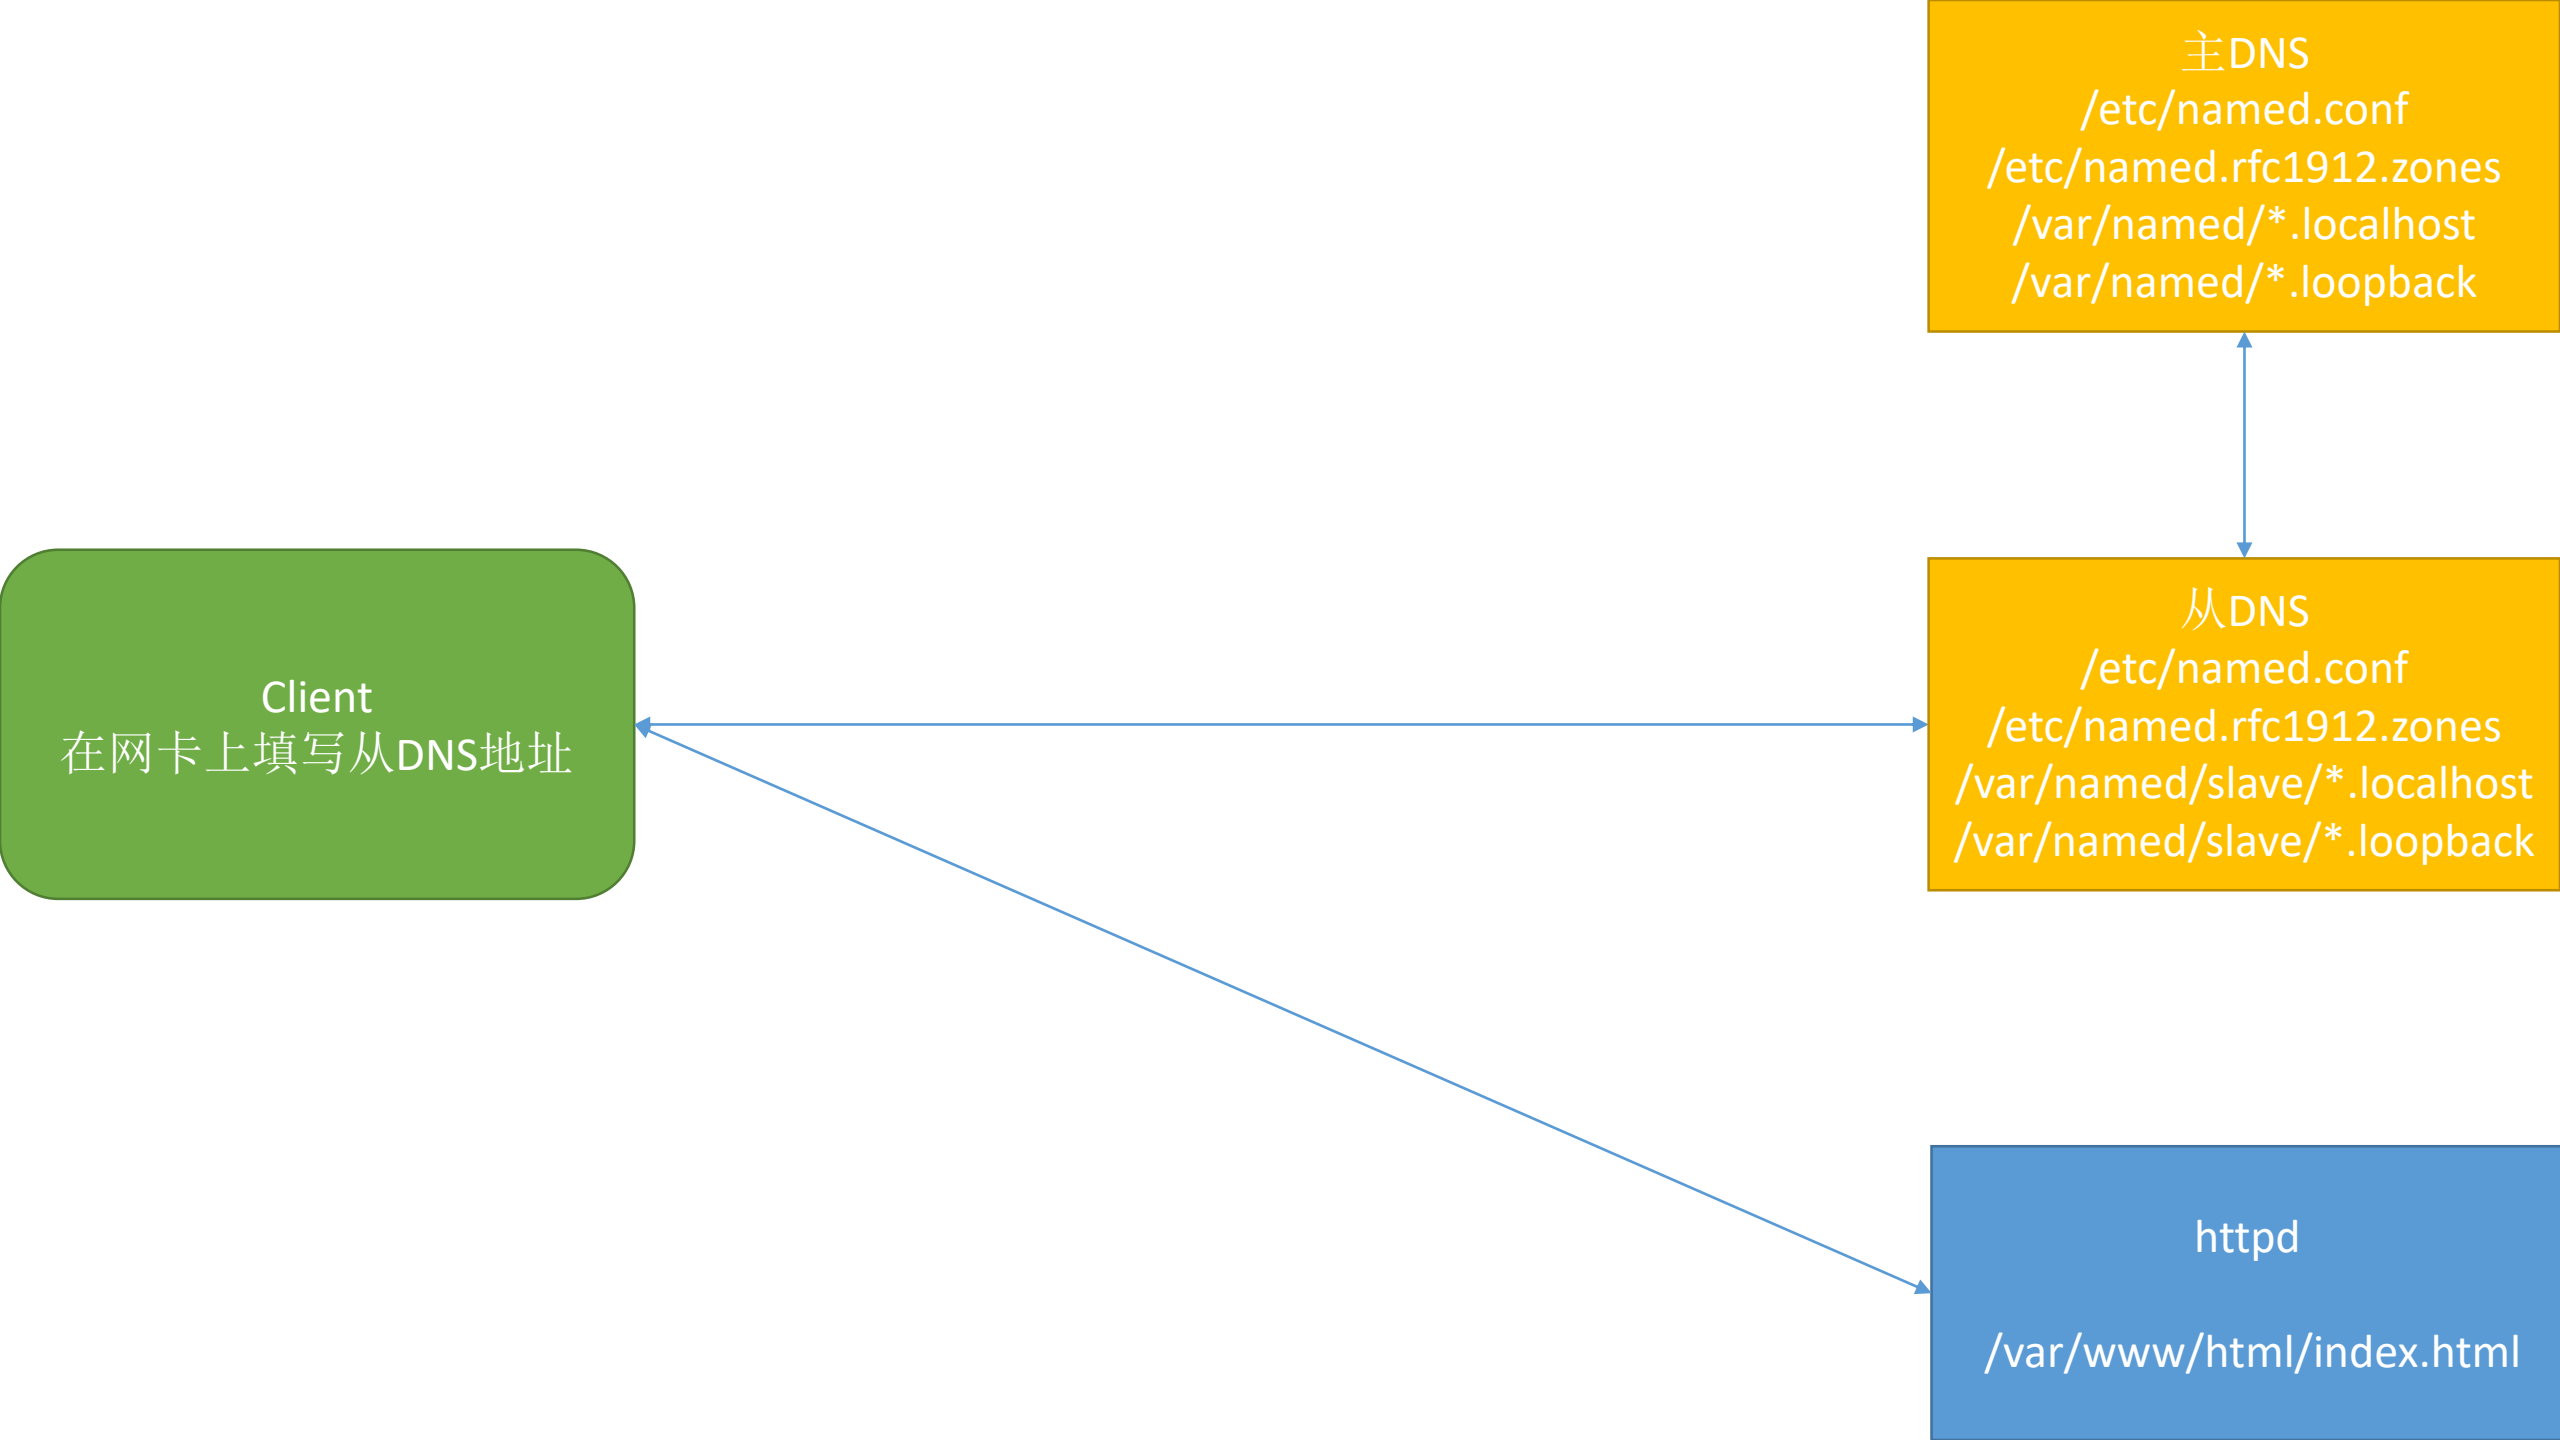 主DNS
/etc/named.conf
/etc/named.rfc1912.zones
/var/named/*.localhost
/var/named/*.loopback
Client
在网卡上填写从DNS地址
从DNS
/etc/named.conf
/etc/named.rfc1912.zones
/var/named/slave/*.localhost
/var/named/slave/*.loopback
httpd
/var/www/html/index.html